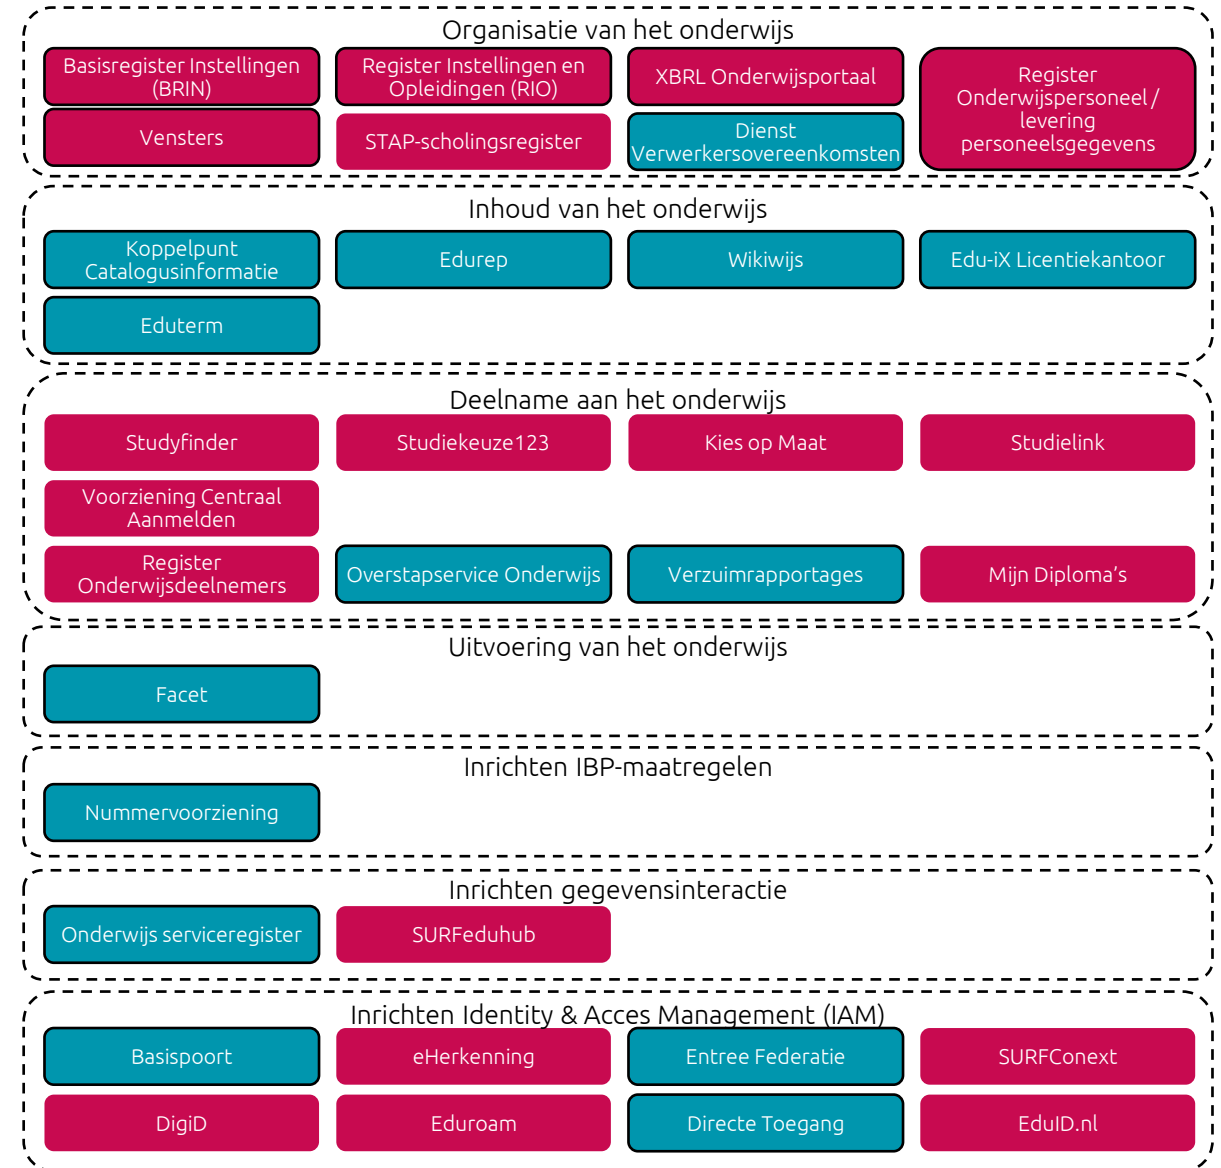 Organisatie van het onderwijs
Basisregister Instellingen
(BRIN)
Register Instellingen en
Opleidingen (RIO)
XBRL Onderwijsportaal
Register
Onderwijspersoneel /
levering
personeelsgegevens
Vensters
STAP-scholingsregister
Dienst
Verwerkersovereenkomsten
Inhoud van het onderwijs
Koppelpunt
Catalogusinformatie
Edurep
Wikiwijs
Edu-iX Licentiekantoor
Eduterm
Deelname aan het onderwijs
Studyfinder
Studiekeuze123
Kies op Maat
Studielink
Voorziening Centraal
Aanmelden
Register
Onderwijsdeelnemers
Overstapservice Onderwijs
Verzuimrapportages
Mijn Diploma’s
Uitvoering van het onderwijs
Facet
Inrichten IBP-maatregelen
Nummervoorziening
Inrichten gegevensinteractie
Onderwijs serviceregister
SURFeduhub
Inrichten Identity & Acces Management (IAM)
Basispoort
eHerkenning
Entree Federatie
SURFConext
DigiD
Eduroam
Directe Toegang
EduID.nl